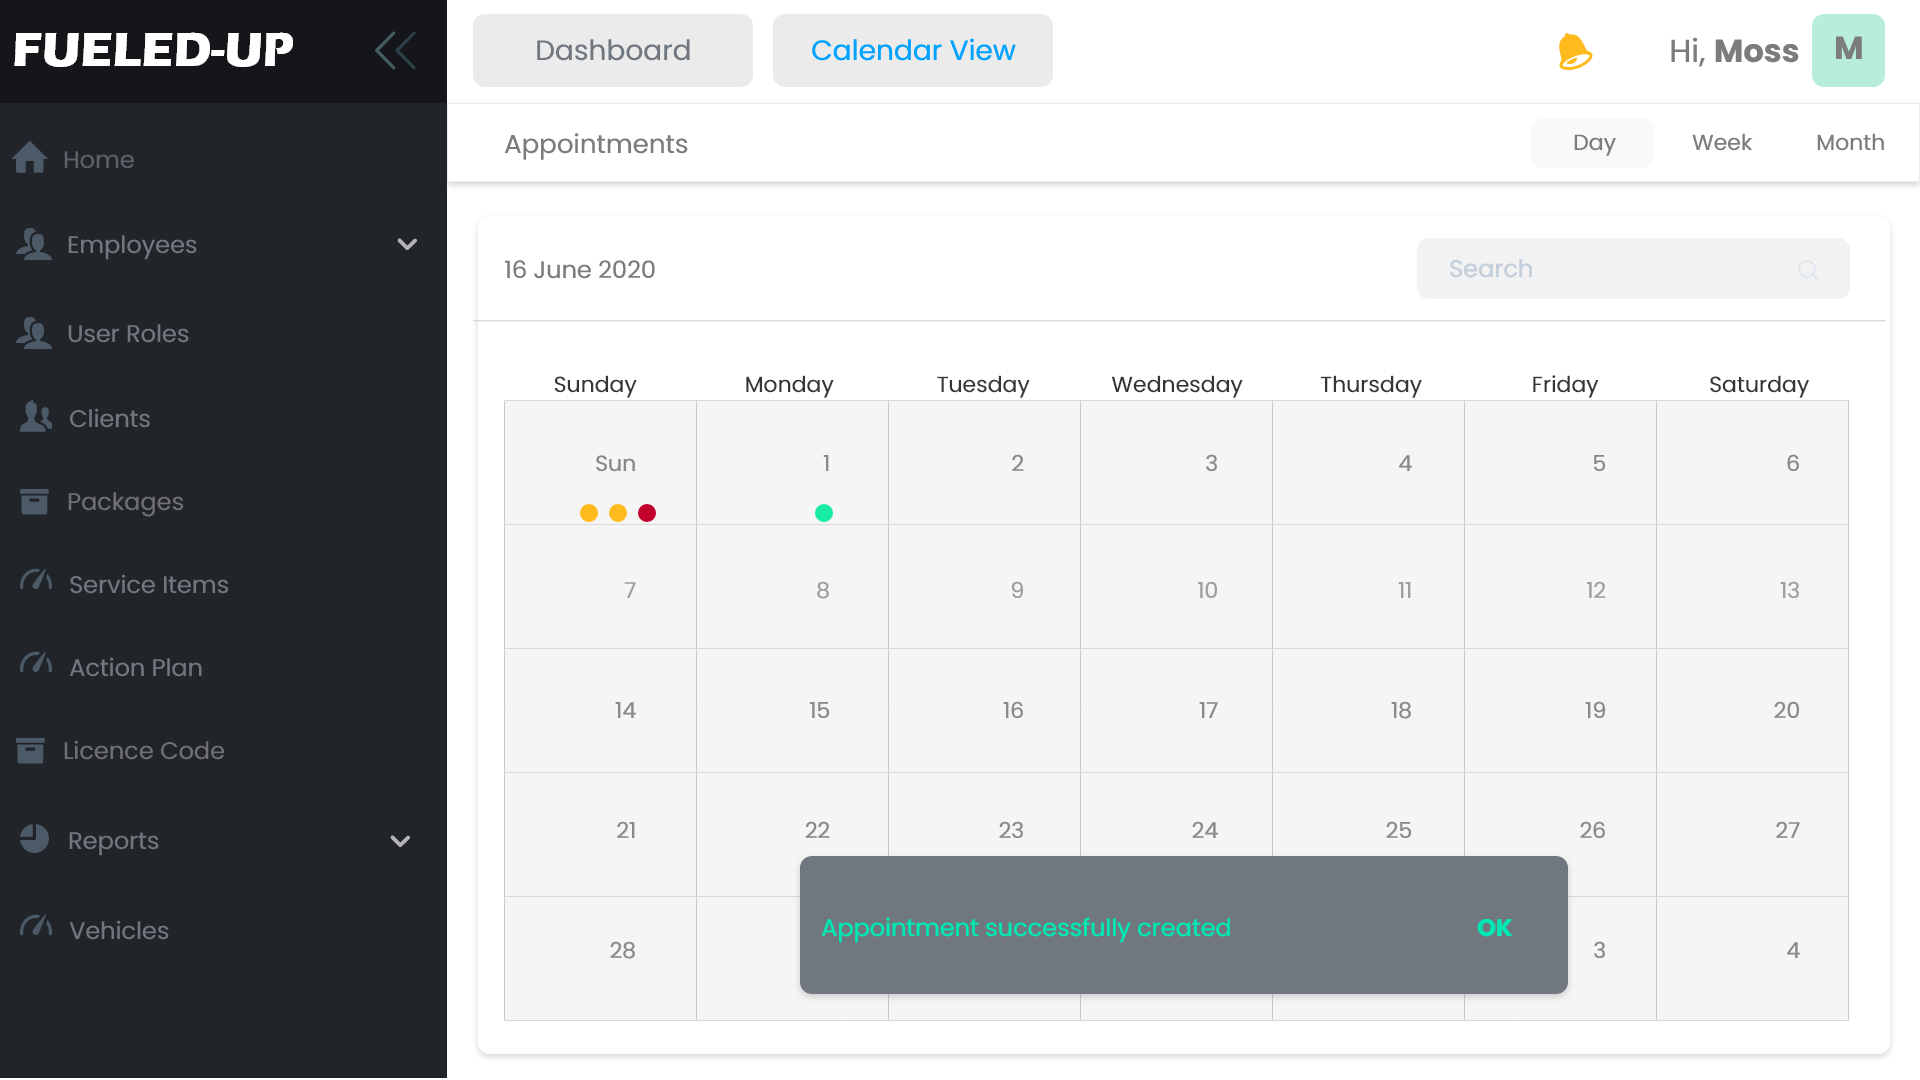 FUELED-UP
Dashboard
Calendar View
Hi, Moss
M
Home
Employees
User Roles
Clients
Packages
Service Items
Action Plan
Licence Code
Reports
Vehicles
Appointments
Day Week Month
16 June 2020
Search
Sunday Monday Tuesday Wednesday Thursday Friday Saturday
Sun 1 2 3 4 5 6
7 8 9 10 11 12 13
14 15 16 17 18 19 20
21 22 23 24 25 26 27
28 3 4
Appointment successfully created OK